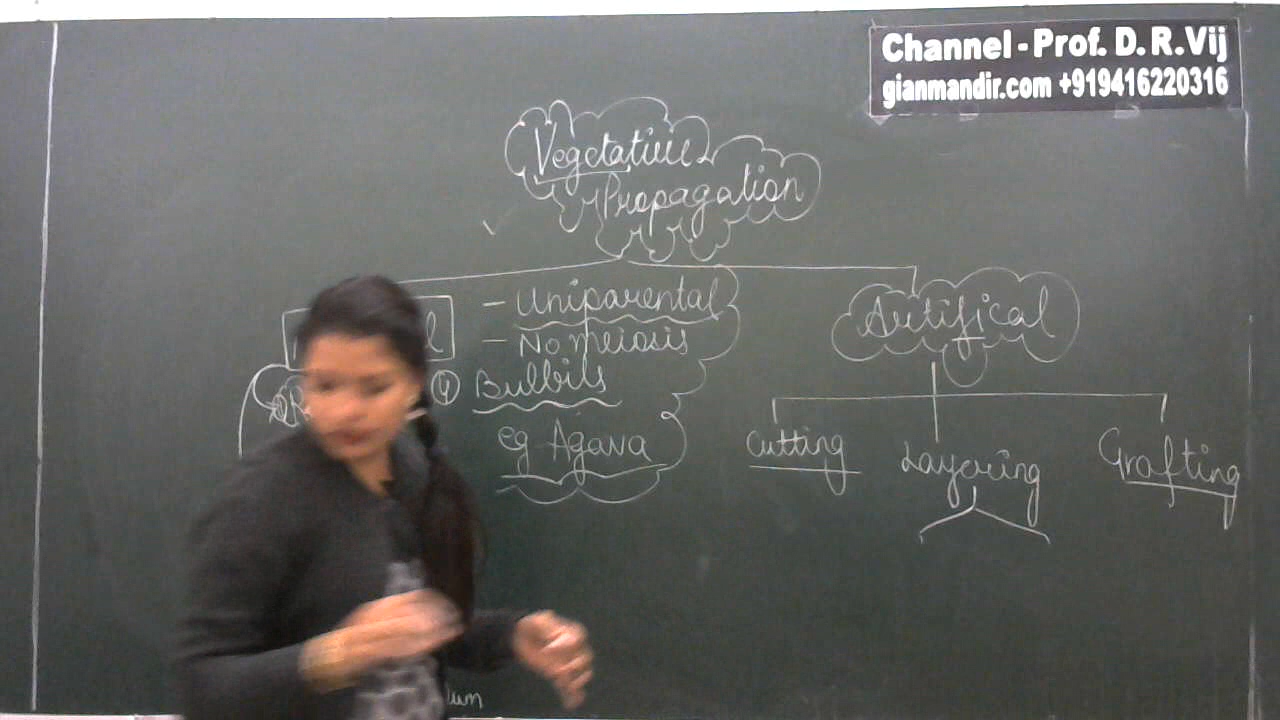 Channel - Prof. D. R. Vij
gianmandir.com +919416220316
Vegetative
Propagation
- Uniparental
- No meiosis
④ Bulbils
eg Agava
Artifical
Cutting
Layering
Grafting